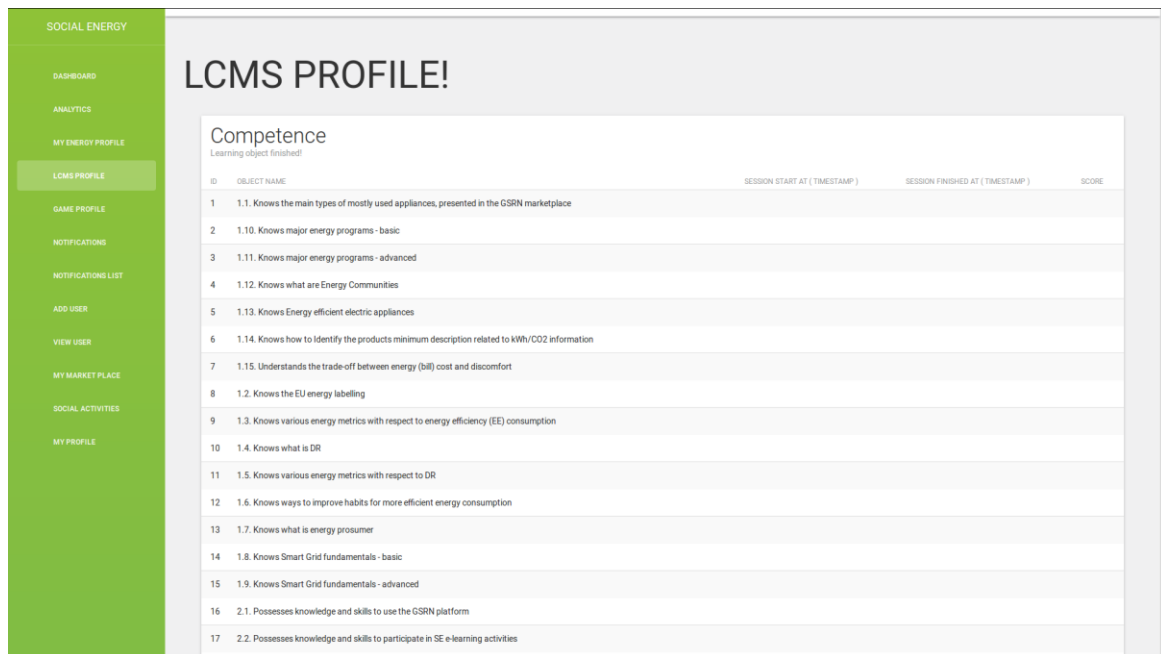 SOCIAL ENERGY
DASHBOARD
ANALYTICS
MY ENERGY PROFILE
LCMS PROFILE
GAME PROFILE
NOTIFICATIONS
NOTIFICATIONS LIST
ADD USER
VIEW USER
MY MARKET PLACE
SOCIAL ACTIVITIES
MY PROFILE
LCMS PROFILE!
Competence
Learning object finished!
ID OBJECT NAME SESSION START AT ( TIMESTAMP ) SESSION FINISHED AT ( TIMESTAMP ) SCORE
1 1.1. Knows the main types of mostly used appliances, presented in the GSRN marketplace
2 1.10. Knows major energy programs - basic
3 1.11. Knows major energy programs - advanced
4 1.12. Knows what are Energy Communities
5 1.13. Knows Energy efficient electric appliances
6 1.14. Knows how to Identify the products minimum description related to kWh/CO2 information
7 1.15. Understands the trade-off between energy (bill) cost and discomfort
8 1.2. Knows the EU energy labelling
9 1.3. Knows various energy metrics with respect to energy efficiency (EE) consumption
10 1.4. Knows what is DR
11 1.5. Knows various energy metrics with respect to DR
12 1.6. Knows ways to improve habits for more efficient energy consumption
13 1.7. Knows what is energy prosumer
14 1.8. Knows Smart Grid fundamentals - basic
15 1.9. Knows Smart Grid fundamentals - advanced
16 2.1. Possesses knowledge and skills to use the GSRN platform
17 2.2. Possesses knowledge and skills to participate in SE e-learning activities